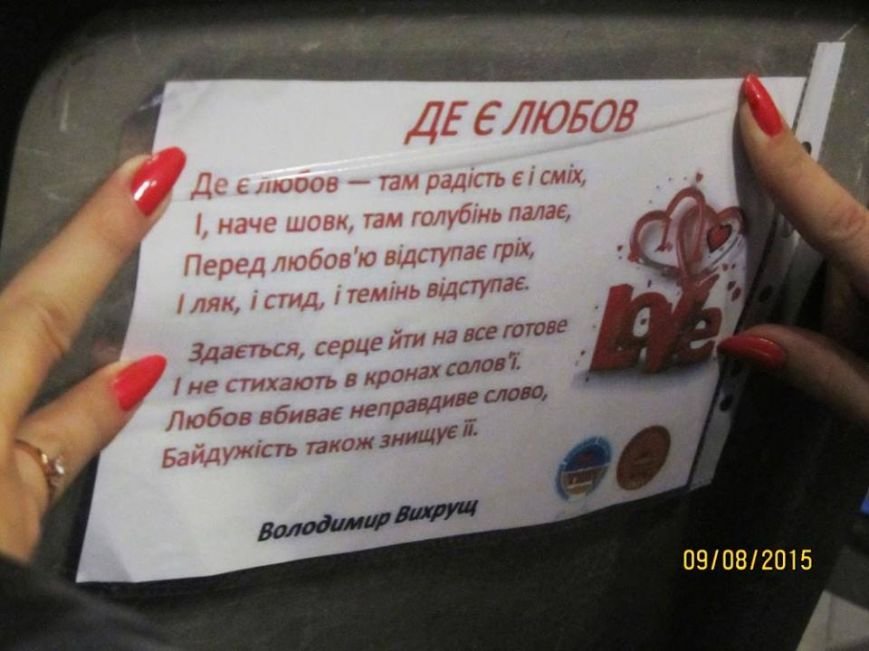 ДЕ Є ЛЮБОВ
Де є любов — там радість є і сміх,
І, наче шовк, там голубінь палає,
Перед любов'ю відступає гріх,
І ляк, і стид, і темінь відступає.
Здається, серце йти на все готове
І не стихають в кронах солов'ї.
Любов вбиває неправдиве слово,
Байдужість також знищує її.
Love
Володимир Вихрущ
09/08/2015